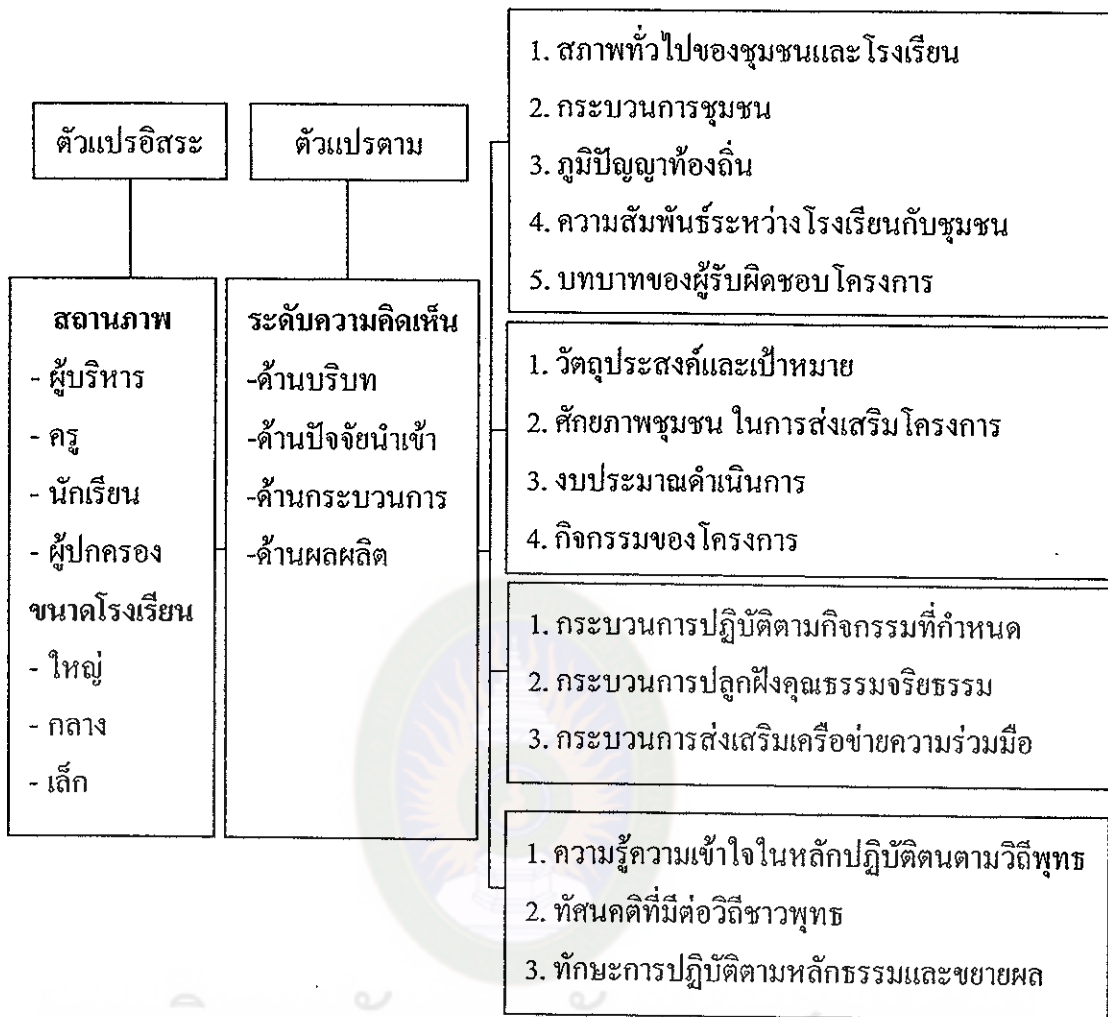 ตัวแปรอิสระ
ตัวแปรตาม
สถานภาพ
- ผู้บริหาร
- ครู
- นักเรียน
- ผู้ปกครอง
ขนาดโรงเรียน
- ใหญ่
- กลาง
- เล็ก
ระดับความคิดเห็น
-ด้านบริบท
-ด้านปัจจัยนำเข้า
-ด้านกระบวนการ
-ด้านผลผลิต
1. สภาพทั่วไปของชุมชนและโรงเรียน
2. กระบวนการชุมชน
3. ภูมิปัญญาท้องถิ่น
4. ความสัมพันธ์ระหว่างโรงเรียนกับชุมชน
5. บทบาทของผู้รับผิดชอบโครงการ
1. วัตถุประสงค์และเป้าหมาย
2. ศักยภาพชุมชน ในการส่งเสริมโครงการ
3. งบประมาณดำเนินการ
4. กิจกรรมของโครงการ
1. กระบวนการปฏิบัติตามกิจกรรมที่กำหนด
2. กระบวนการปลูกฝังคุณธรรมจริยธรรม
3. กระบวนการส่งเสริมเครือข่ายความร่วมมือ
1. ความรู้ความเข้าใจในหลักปฏิบัติตนตามวิถีพุทธ
2. ทัศนคติที่มีต่อวิถีชาวพุทธ
3. ทักษะการปฏิบัติตามหลักธรรมและขยายผล